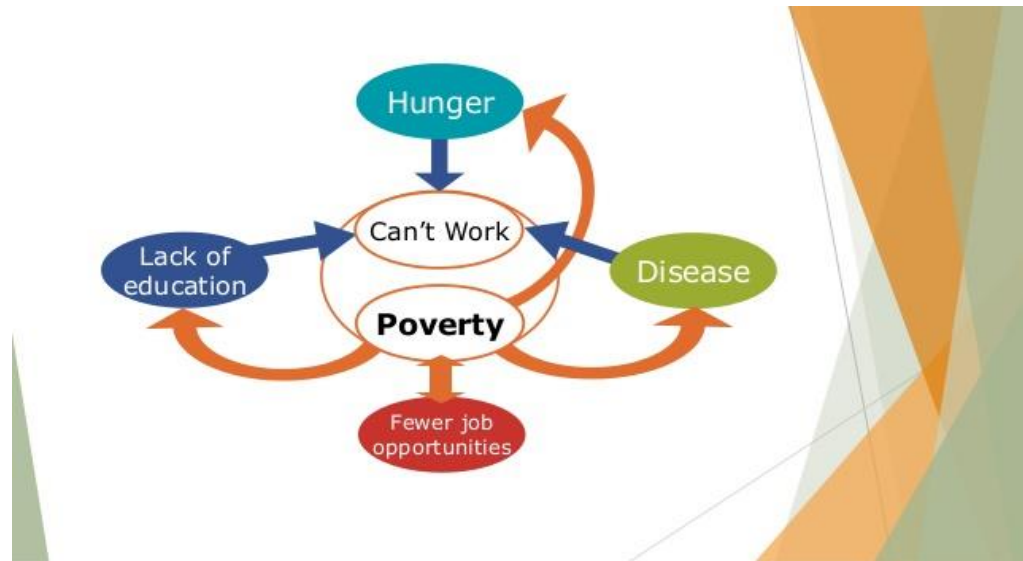 Hunger
Can't Work
Lack of
education
Disease
Poverty
Fewer job
opportunities